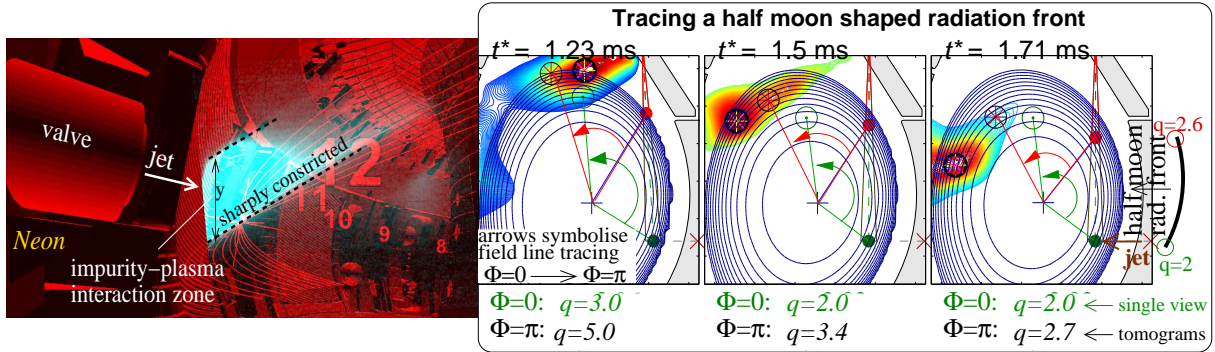 valve
jet
y
sharply constricted
12
11
10
9
8
Neon
impurity−plasma
interaction zone
Tracing a half moon shaped radiation front
t* = 1.23 ms
t* = 1.5 ms
t* = 1.71 ms
q=2.6
half moon
rad. front
jet
q=2
arrows symbolise
field line tracing
Φ=0 → Φ=π
Φ=0: q=3.0 q=2.0 q=2.0 ← single view
Φ=π: q=5.0 q=3.4 q=2.7 ← tomograms